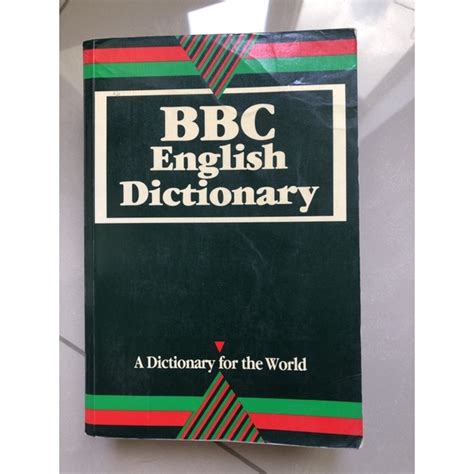 BBC
English
Dictionary
A Dictionary for the World